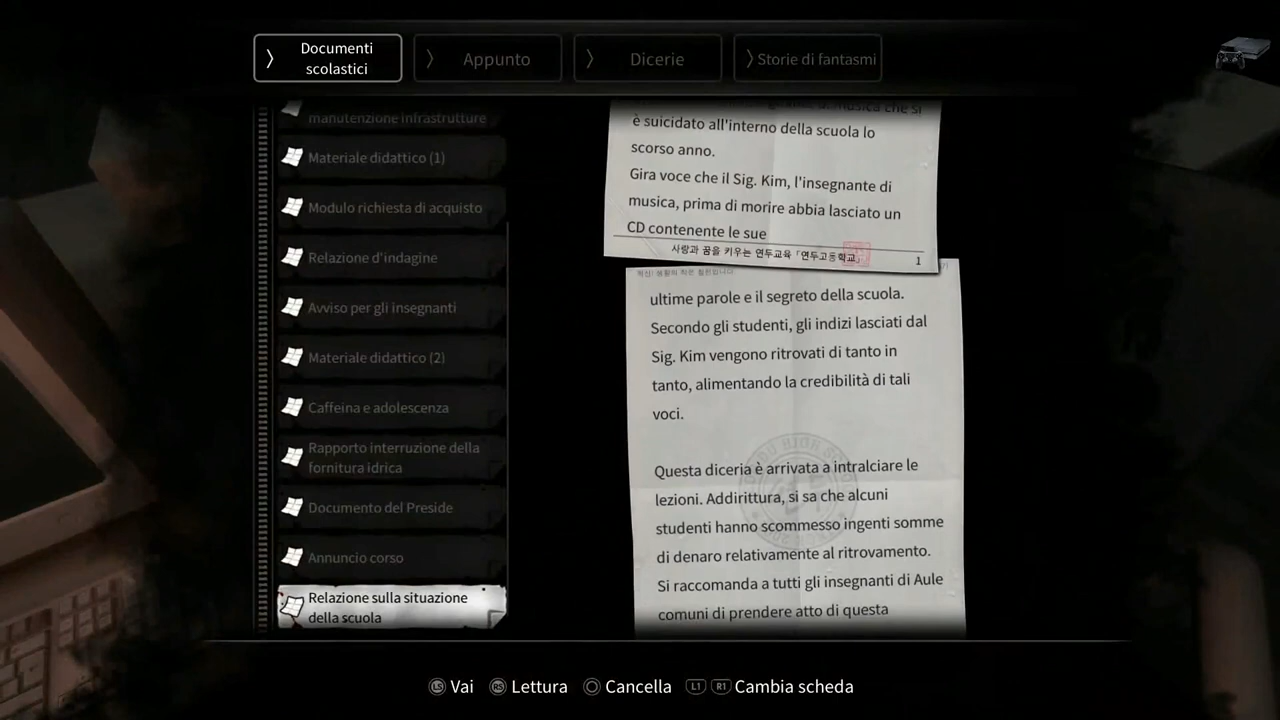 Documenti
scolastici
Appunto
Dicerie
Storie di fantasmi
manutenzione infrastrutture
Materiale didattico (1)
Modulo richiesta di acquisto
Relazione d'indagine
Avviso per gli insegnanti
Materiale didattico (2)
Caffeina e adolescenza
Rapporto interruzione della
fornitura idrica
Documento del Preside
Annuncio corso
Relazione sulla situazione
della scuola
musica che si
è suicidato all'interno della scuola lo
scorso anno.
Gira voce che il Sig. Kim, l'insegnante di
musica, prima di morire abbia lasciato un
CD contenente le sue
사랑과 꿈을 키우는 연두교육 「연두고등학교」
1
ultime parole e il segreto della scuola.
Secondo gli studenti, gli indizi lasciati dal
Sig. Kim vengono ritrovati di tanto in
tanto, alimentando la credibilità di tali
voci.
Questa diceria è arrivata a intralciare le
lezioni. Addirittura, si sa che alcuni
studenti hanno scommesso ingenti somme
di denaro relativamente al ritrovamento.
Si raccomanda a tutti gli insegnanti di Aule
comuni di prendere atto di questa
LS Vai RS Lettura Cancella L1 R1 Cambia scheda